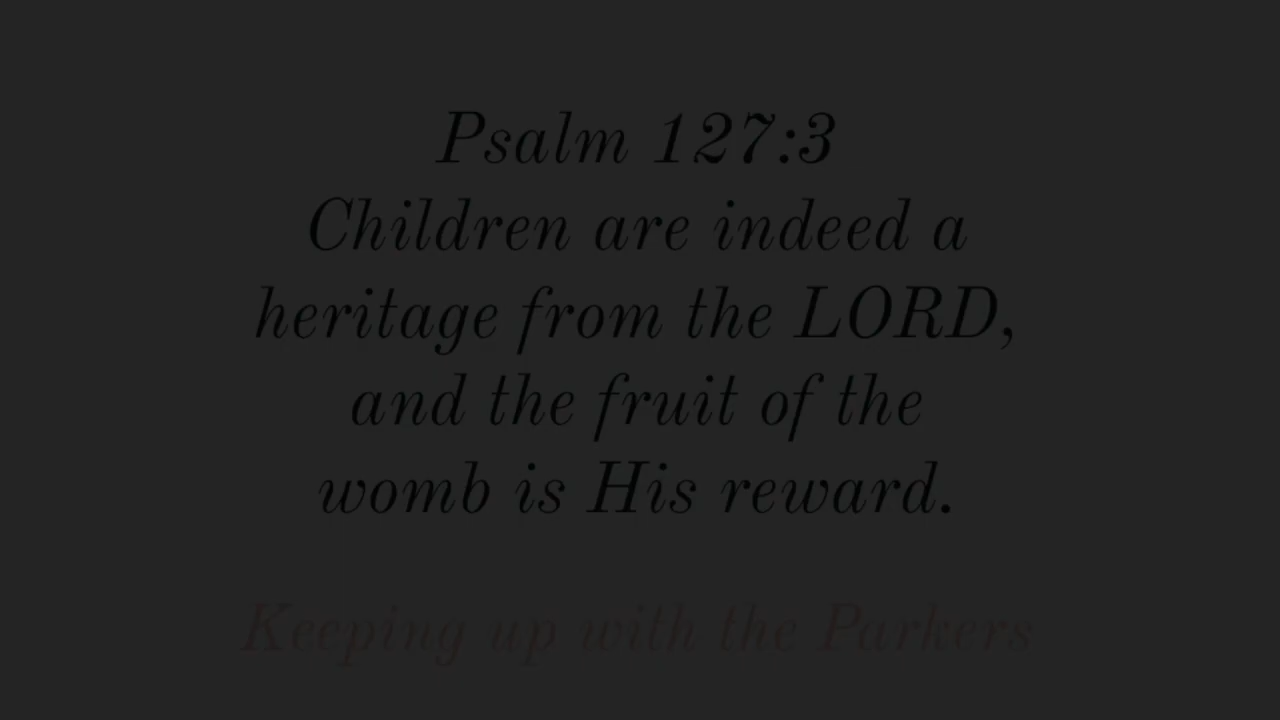 Psalm 127:3
Children are indeed a
heritage from the LORD,
and the fruit of the
womb is His reward.
Keeping up with the Parkers